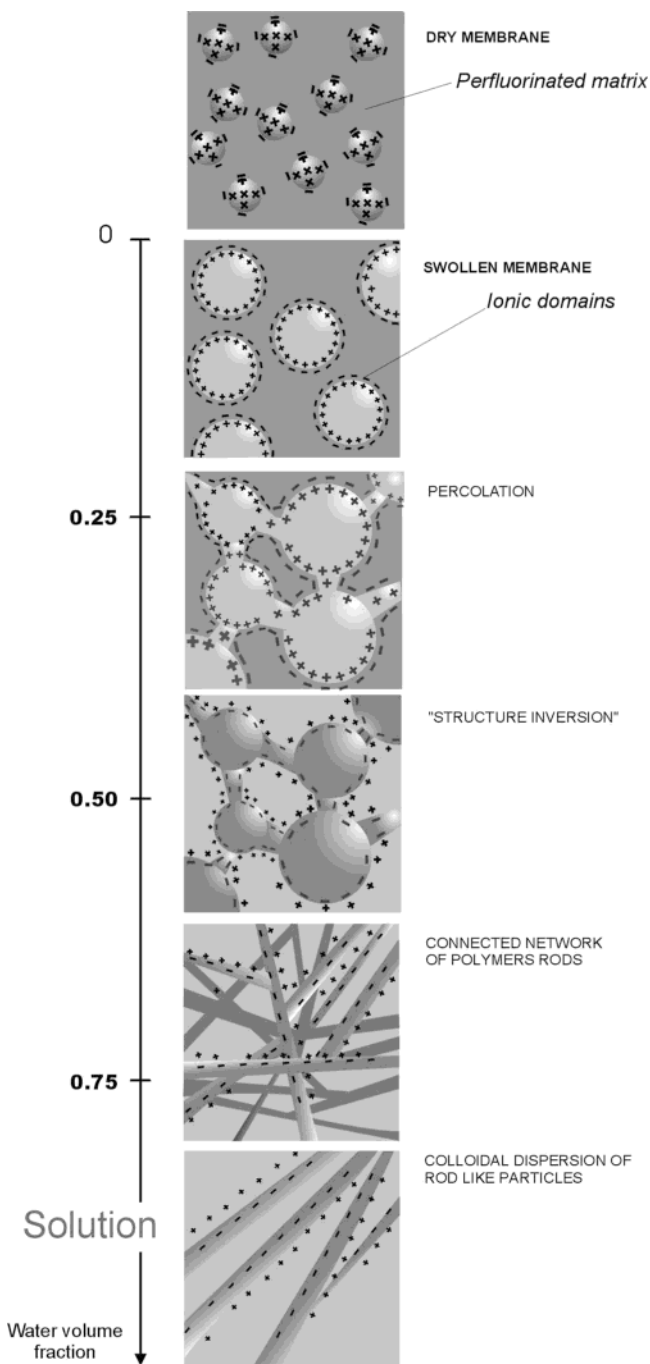 DRY MEMBRANE
Perfluorinated matrix
0
SWOLLEN MEMBRANE
Ionic domains
PERCOLATION
0.25
"STRUCTURE INVERSION"
0.50
CONNECTED NETWORK
OF POLYMERS RODS
0.75
COLLOIDAL DISPERSION OF
ROD LIKE PARTICLES
Solution
Water volume
fraction